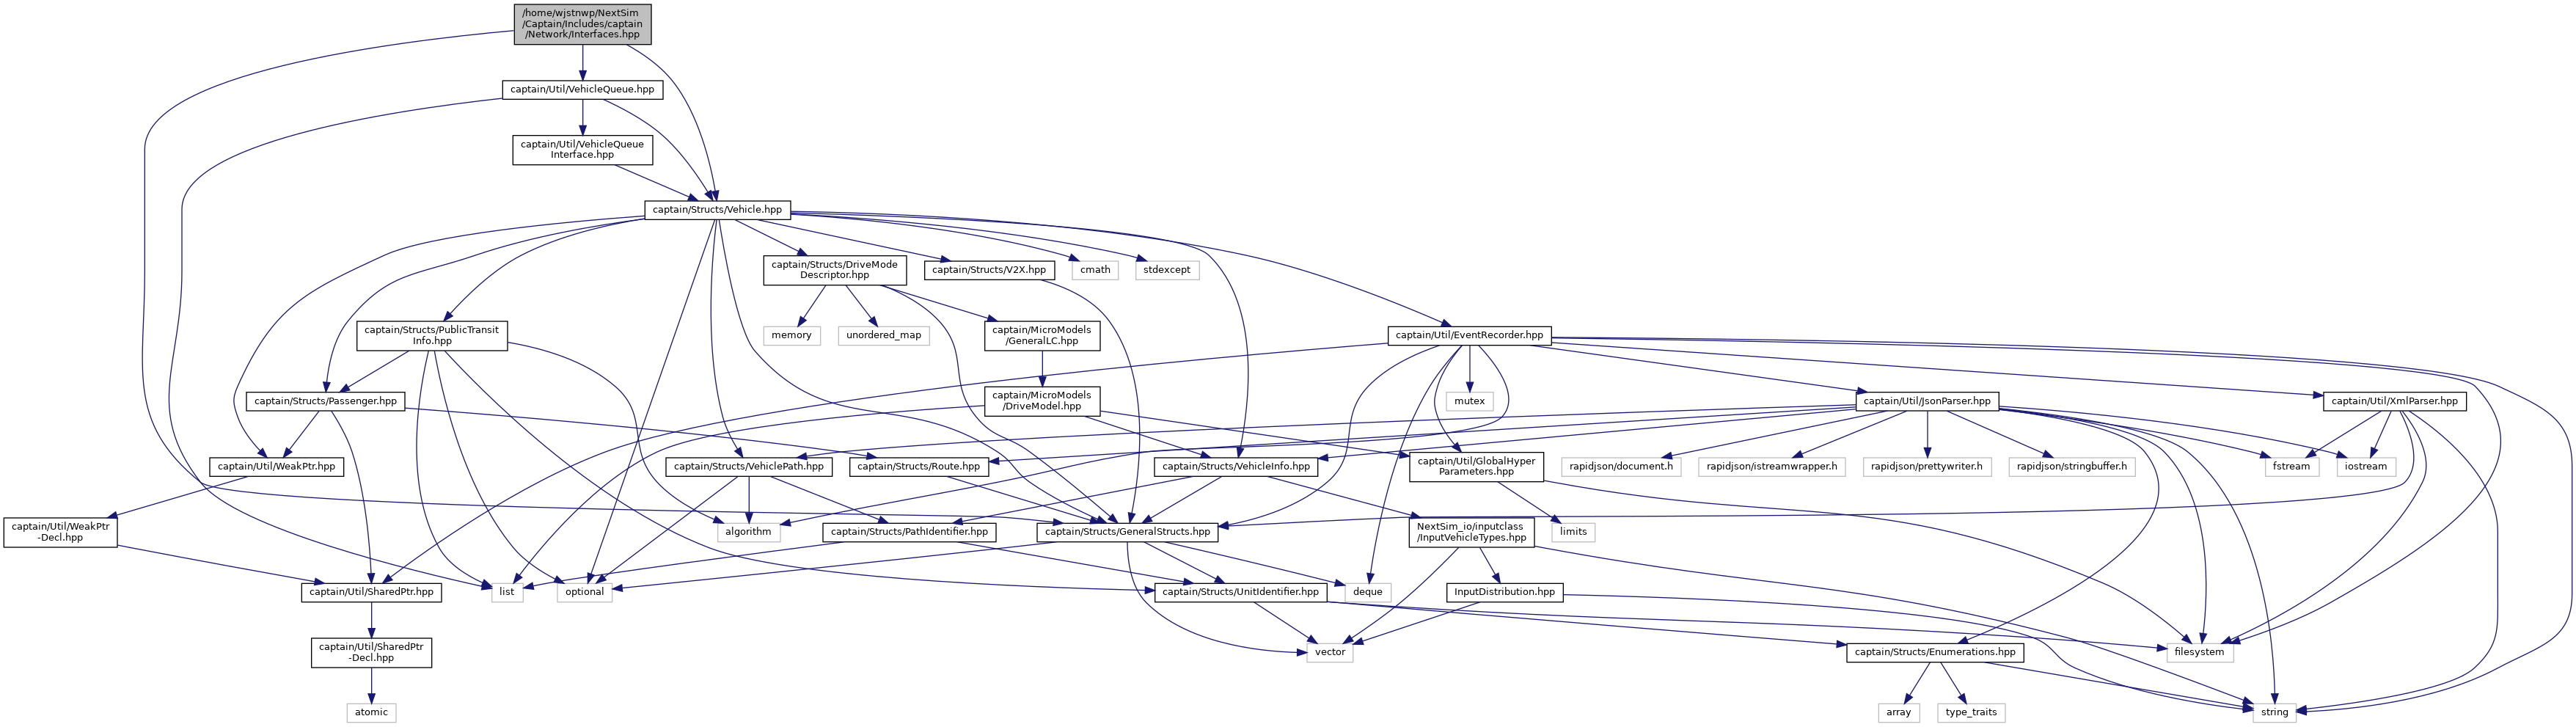 /home/wjstnwp/NextSim
/Captain/Includes/captain
/Network/Interfaces.hpp
captain/Util/VehicleQueue.hpp
captain/Util/VehicleQueue
Interface.hpp
captain/Structs/Vehicle.hpp
captain/Structs/DriveMode
Descriptor.hpp
captain/Structs/V2X.hpp
cmath
stdexcept
captain/Structs/PublicTransit
Info.hpp
memory
unordered_map
captain/MicroModels
/GeneralLC.hpp
captain/Util/EventRecorder.hpp
captain/Structs/Passenger.hpp
captain/MicroModels
/DriveModel.hpp
mutex
captain/Util/JsonParser.hpp
captain/Util/XmlParser.hpp
captain/Util/WeakPtr.hpp
captain/Structs/VehiclePath.hpp
captain/Structs/Route.hpp
captain/Structs/VehicleInfo.hpp
captain/Util/GlobalHyper
Parameters.hpp
rapidjson/document.h
rapidjson/istreamwrapper.h
rapidjson/prettywriter.h
rapidjson/stringbuffer.h
fstream
iostream
captain/Util/WeakPtr
-Decl.hpp
algorithm
captain/Structs/PathIdentifier.hpp
captain/Structs/GeneralStructs.hpp
NextSim_io/inputclass
/InputVehicleTypes.hpp
limits
captain/Util/SharedPtr.hpp
list
optional
captain/Structs/UnitIdentifier.hpp
deque
InputDistribution.hpp
captain/Util/SharedPtr
-Decl.hpp
vector
captain/Structs/Enumerations.hpp
filesystem
atomic
array
type_traits
string